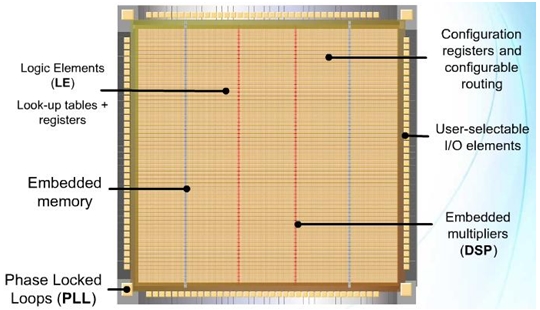 Logic Elements
(LE)
Look-up tables +
registers
Embedded
memory
Phase Locked
Loops (PLL)
Configuration
registers and
configurable
routing
User-selectable
I/O elements
Embedded
multipliers
(DSP)